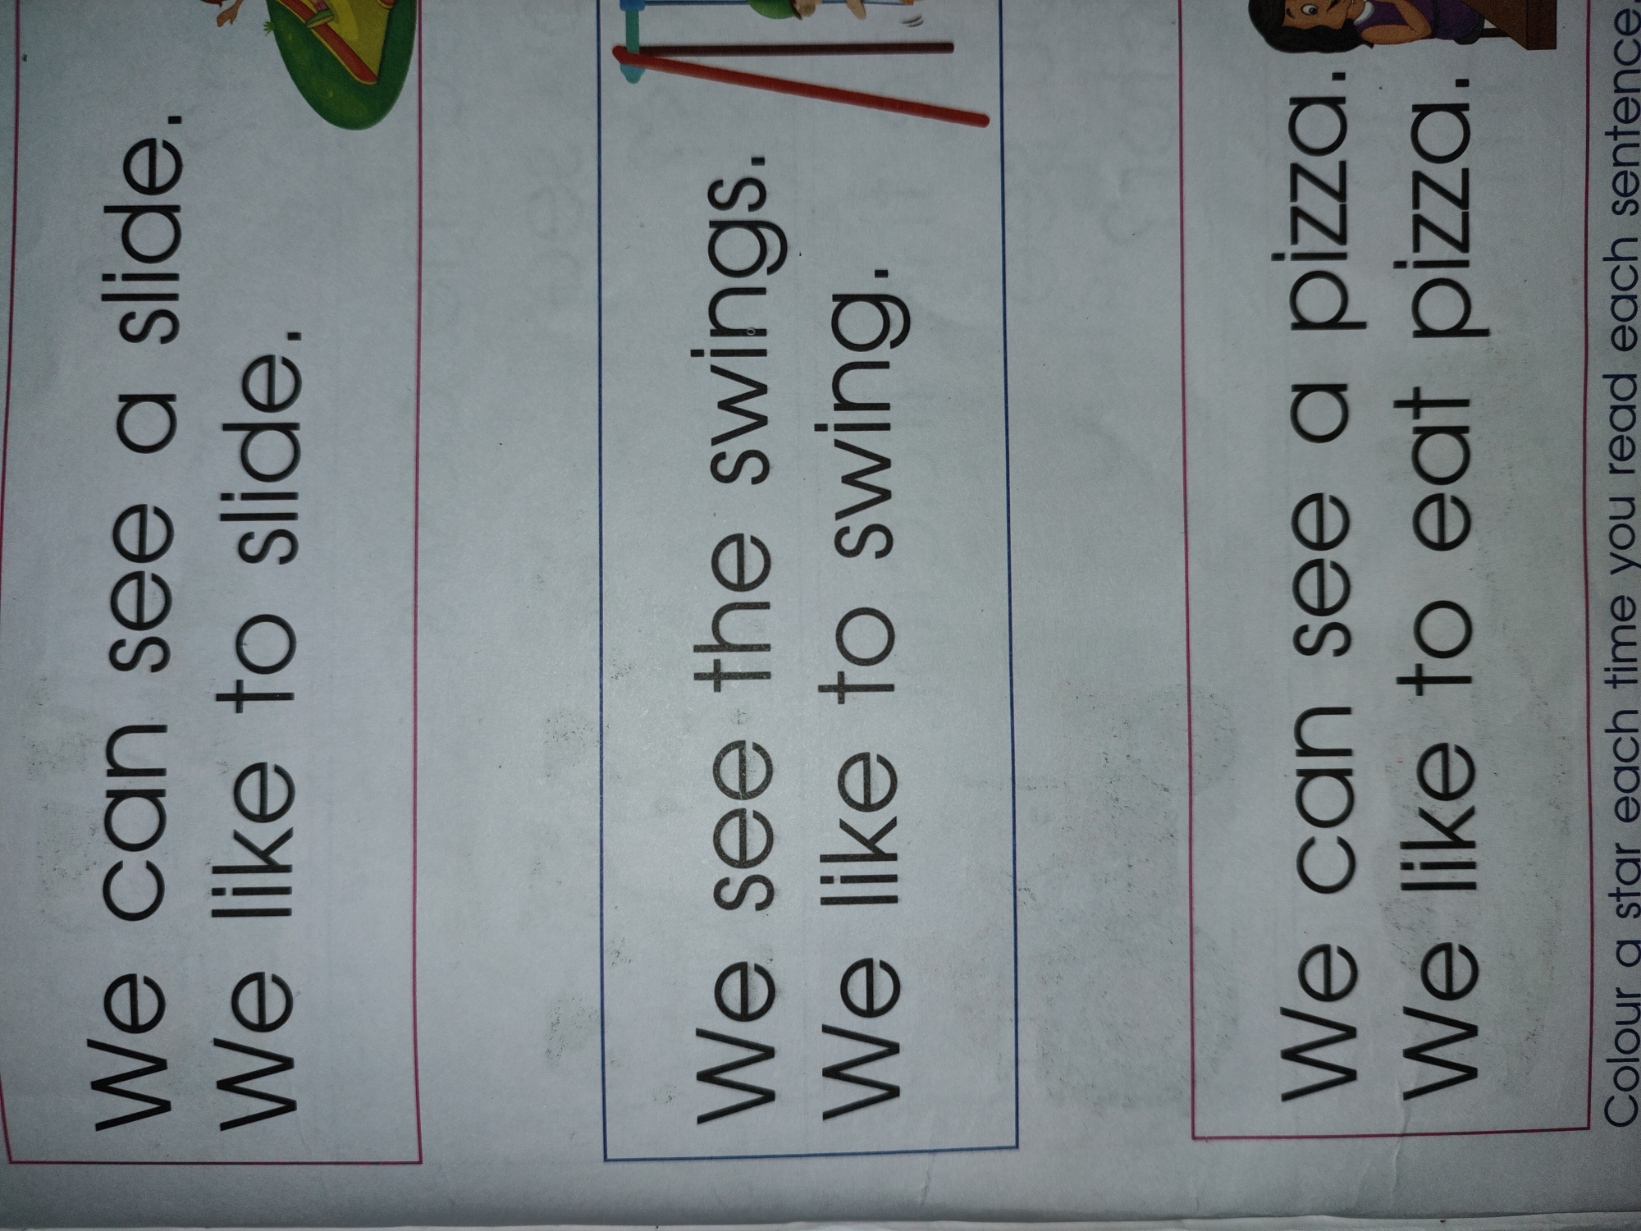 We can see a slide.
We like to slide.
We see the swings.
We like to swing.
We can see a pizza.
We like to eat pizza.
Colour a star each time you read each sentence.